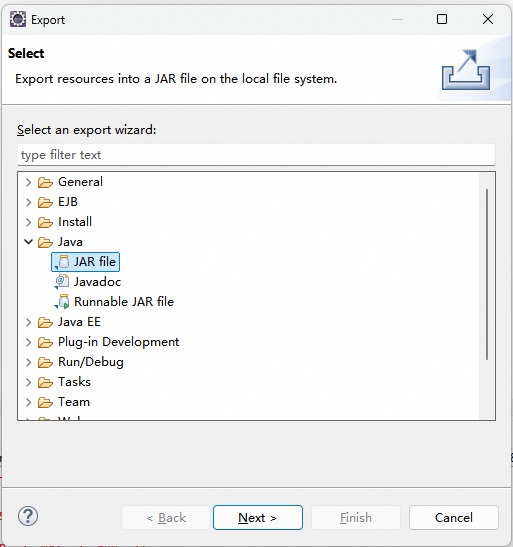 Export
Select
Export resources into a JAR file on the local file system.
Select an export wizard:
type filter text
General
EJB
Install
Java
JAR file
Javadoc
Runnable JAR file
Java EE
Plug-in Development
Run/Debug
Tasks
Team
?
< Back
Next >
Finish
Cancel